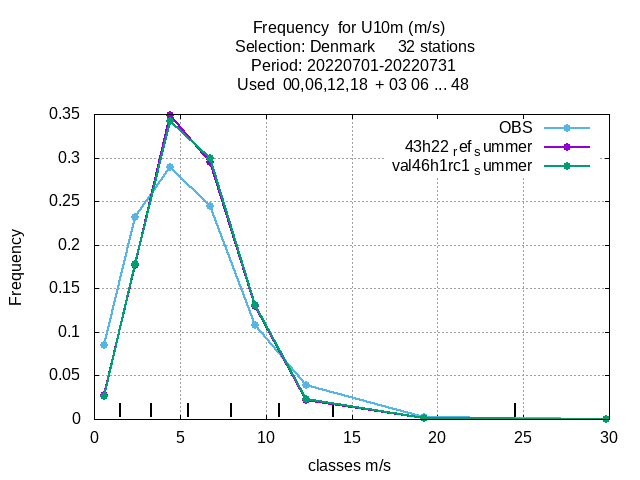 Frequency for U10m (m/s)
Selection: Denmark 32 stations
Period: 20220701-20220731
Used 00,06,12,18 + 03 06 ... 48
OBS
43h22refsummer
val46h1rc1summer
0.35
0.3
0.25
0.2
0.15
0.1
0.05
0
Frequency
0 5 10 15 20 25 30
classes m/s